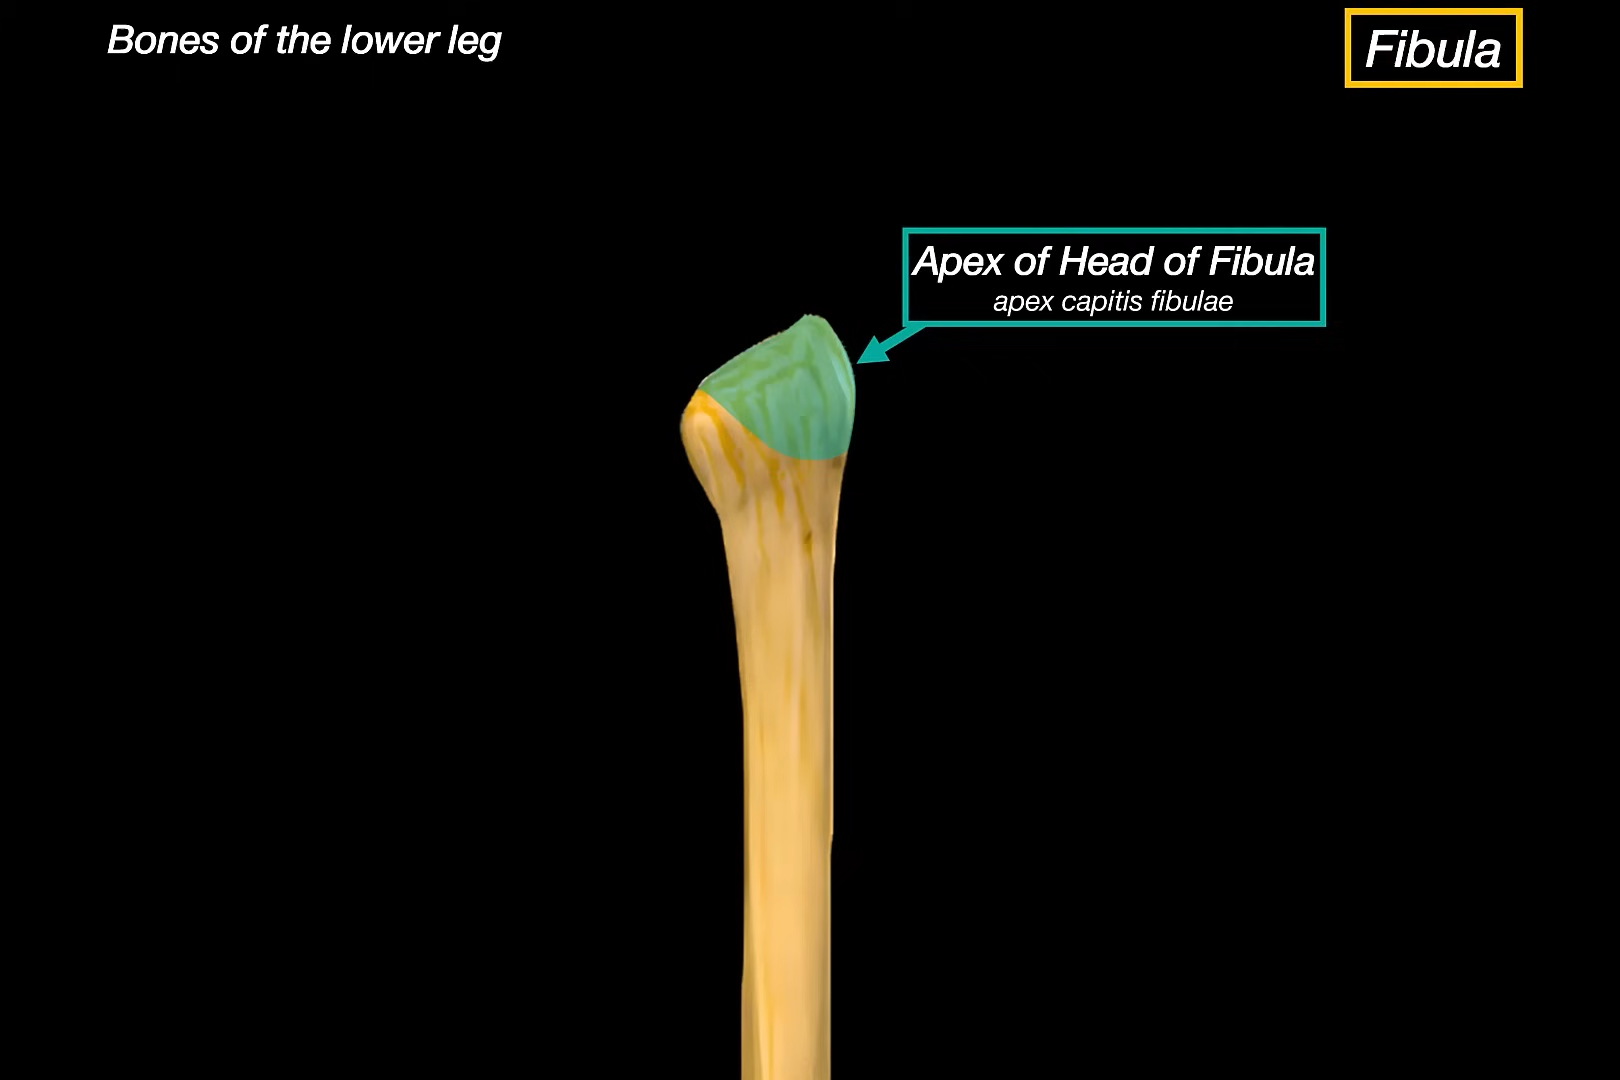 Bones of the lower leg
Fibula
Apex of Head of Fibula
apex capitis fibulae